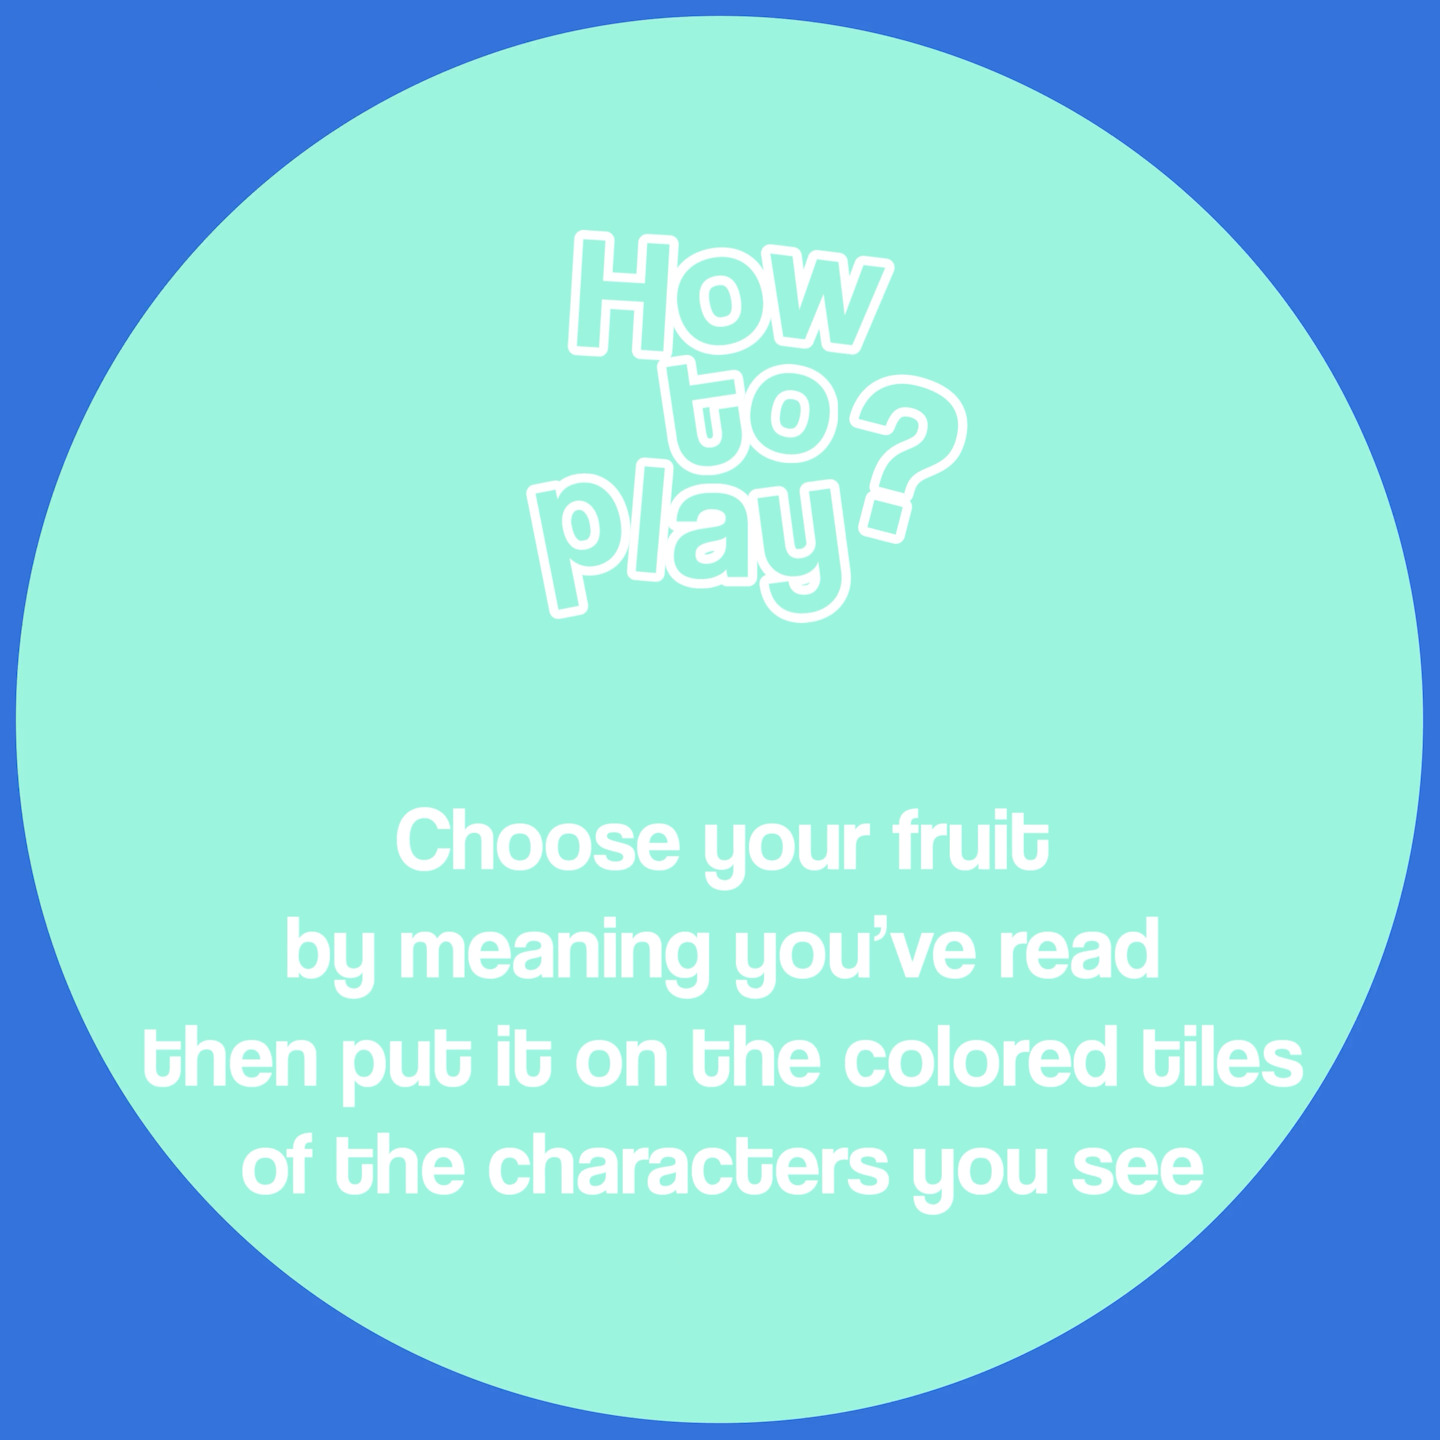 How
to
play?
Choose your fruit
by meaning you’ve read
then put it on the colored tiles
of the characters you see